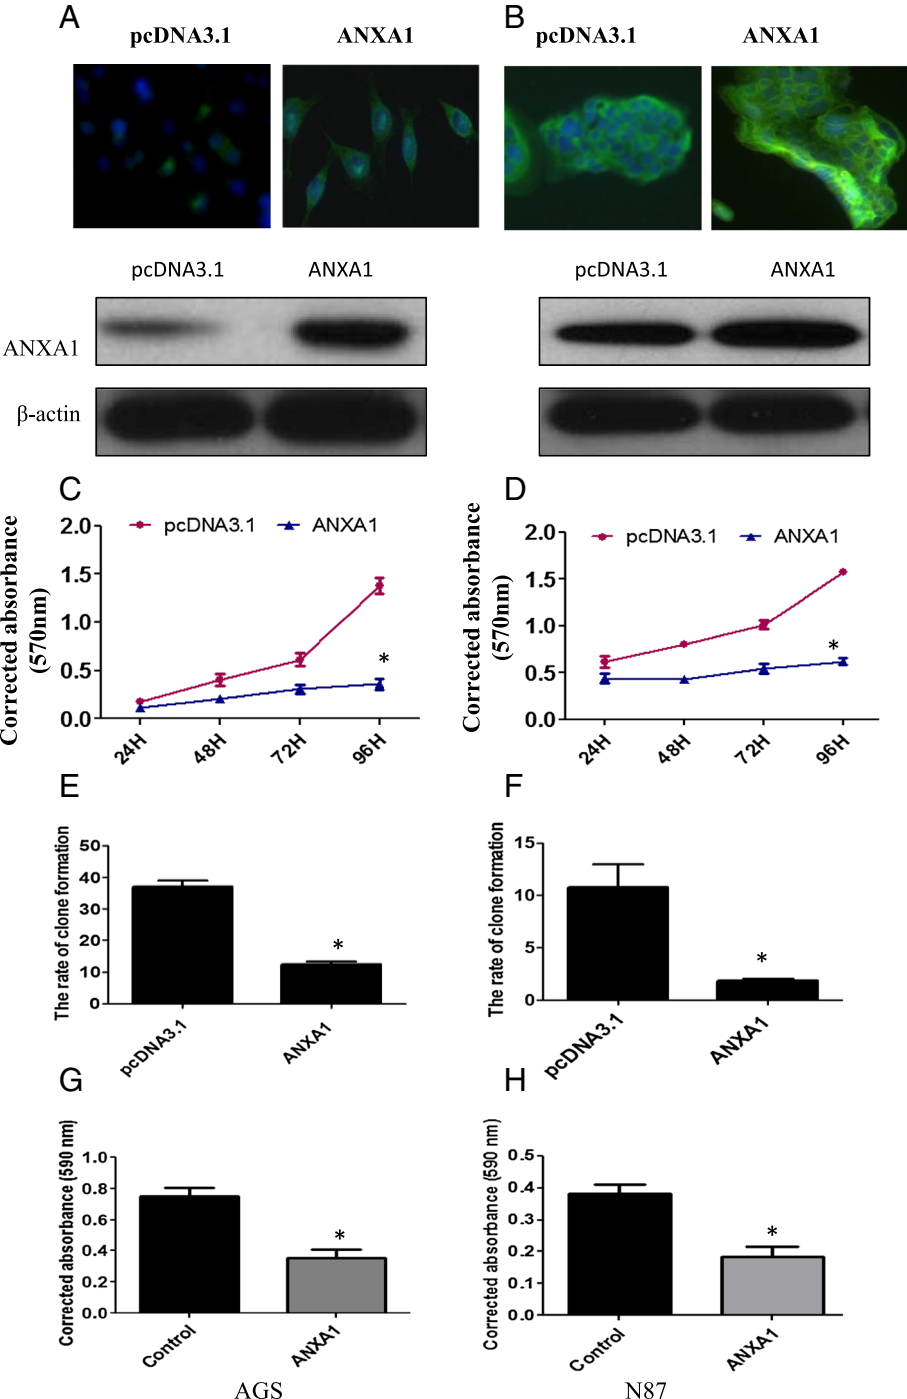 A
B
pcDNA3.1
ANXA1
pcDNA3.1
ANXA1
pcDNA3.1
ANXA1
pcDNA3.1
ANXA1
ANXA1
β-actin
C
D
Corrected absorbance
(570nm)
2.0
1.5
1.0
0.5
0.0
pcDNA3.1
ANXA1
*
24H
48H
72H
96H
Corrected absorbance
(570nm)
2.0
1.5
1.0
0.5
0.0
pcDNA3.1
ANXA1
*
24H
48H
72H
96H
E
F
The rate of clone formation
50
40
30
20
10
0
*
pcDNA3.1
ANXA1
The rate of clone formation
15
10
5
0
*
pcDNA3.1
ANXA1
G
H
Corrected absorbance (590 nm)
1.0
0.8
0.6
0.4
0.2
0.0
*
Control
ANXA1
Corrected absorbance (590 nm)
0.5
0.4
0.3
0.2
0.1
0.0
*
Control
ANXA1
AGS
N87